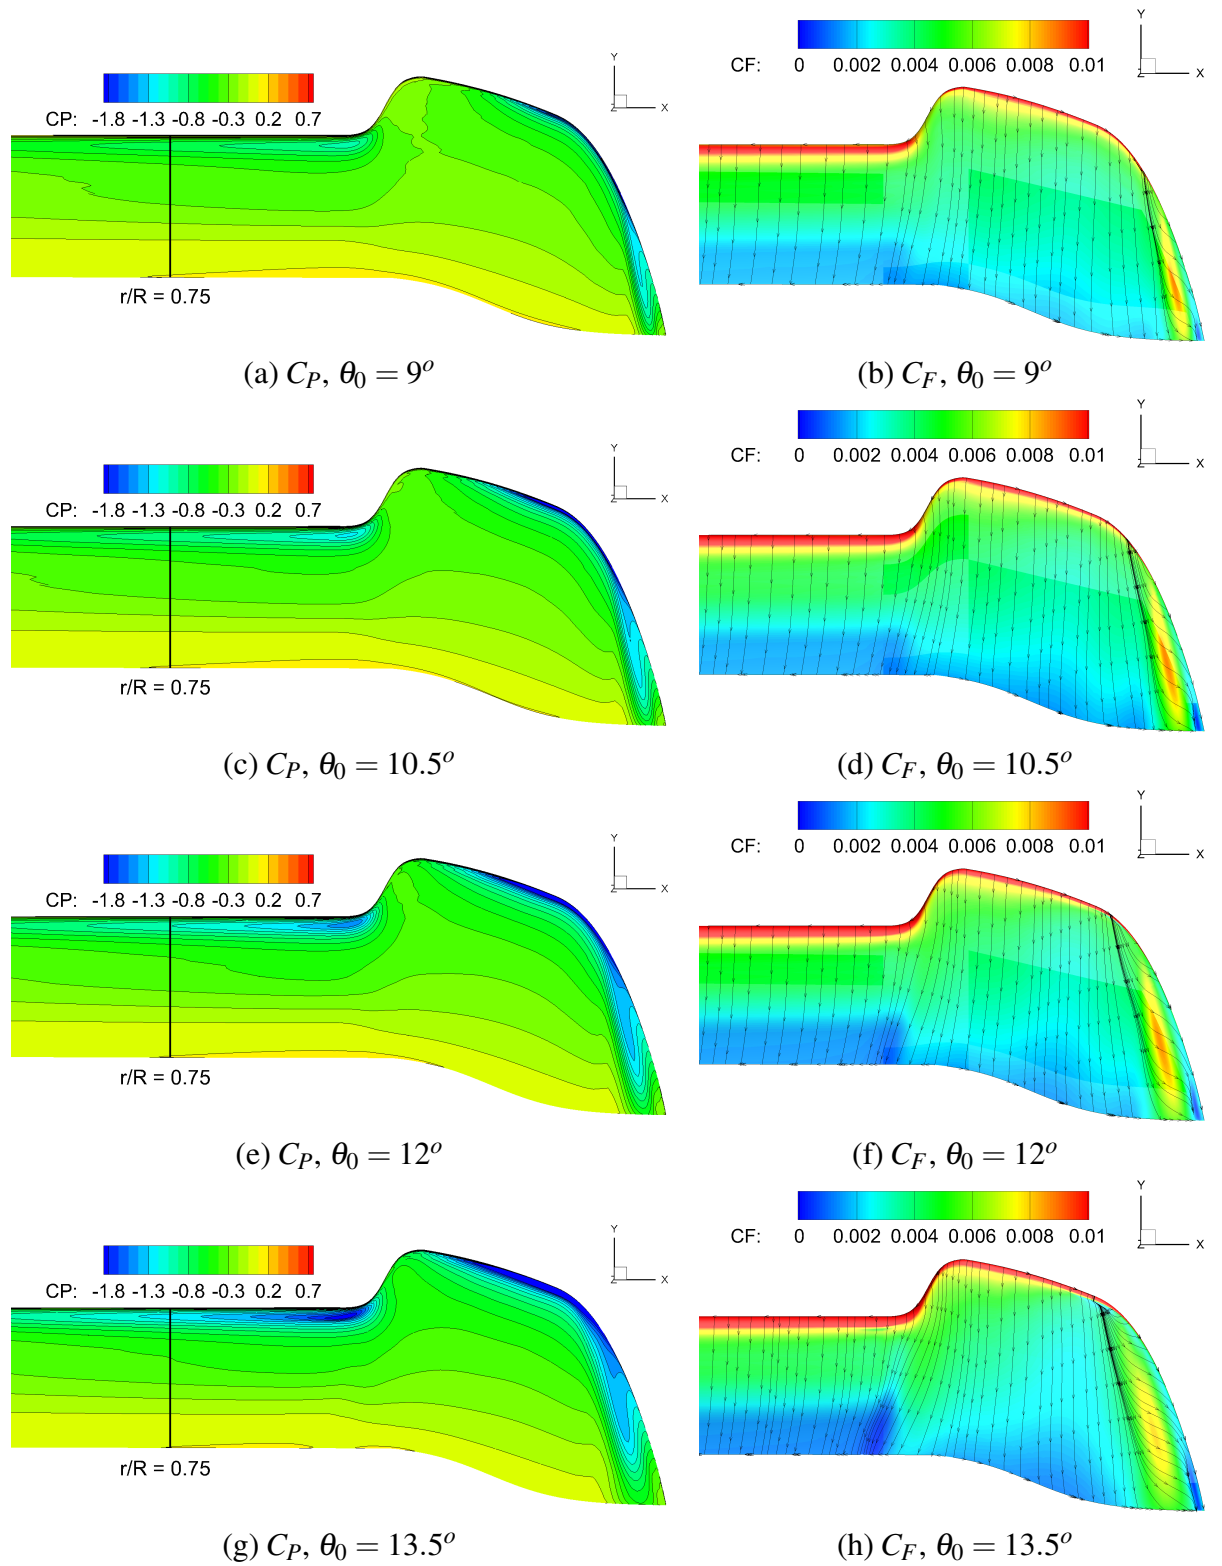 Y
X
Z
CP: -1.8 -1.3 -0.8 -0.3 0.2 0.7
r/R = 0.75
(a) C_P, θ_0 = 9^o
Y
X
Z
CF: 0 0.002 0.004 0.006 0.008 0.01
(b) C_F, θ_0 = 9^o
Y
X
Z
CP: -1.8 -1.3 -0.8 -0.3 0.2 0.7
r/R = 0.75
(c) C_P, θ_0 = 10.5^o
Y
X
Z
CF: 0 0.002 0.004 0.006 0.008 0.01
(d) C_F, θ_0 = 10.5^o
Y
X
Z
CP: -1.8 -1.3 -0.8 -0.3 0.2 0.7
r/R = 0.75
(e) C_P, θ_0 = 12^o
Y
X
Z
CF: 0 0.002 0.004 0.006 0.008 0.01
(f) C_F, θ_0 = 12^o
Y
X
Z
CP: -1.8 -1.3 -0.8 -0.3 0.2 0.7
r/R = 0.75
(g) C_P, θ_0 = 13.5^o
Y
X
Z
CF: 0 0.002 0.004 0.006 0.008 0.01
(h) C_F, θ_0 = 13.5^o